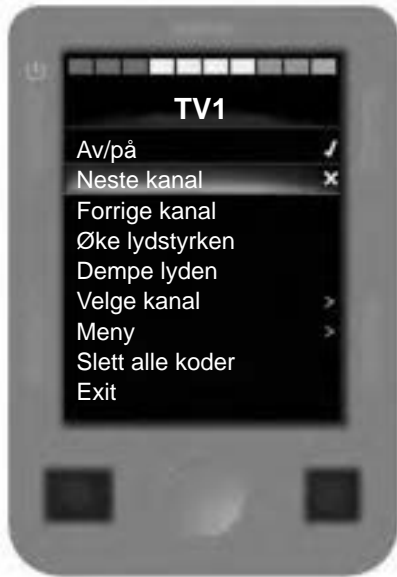 TV1
Av/på
Neste kanal
Forrige kanal
Øke lydstyrken
Dempe lyden
Velge kanal >
Meny >
Slett alle koder
Exit